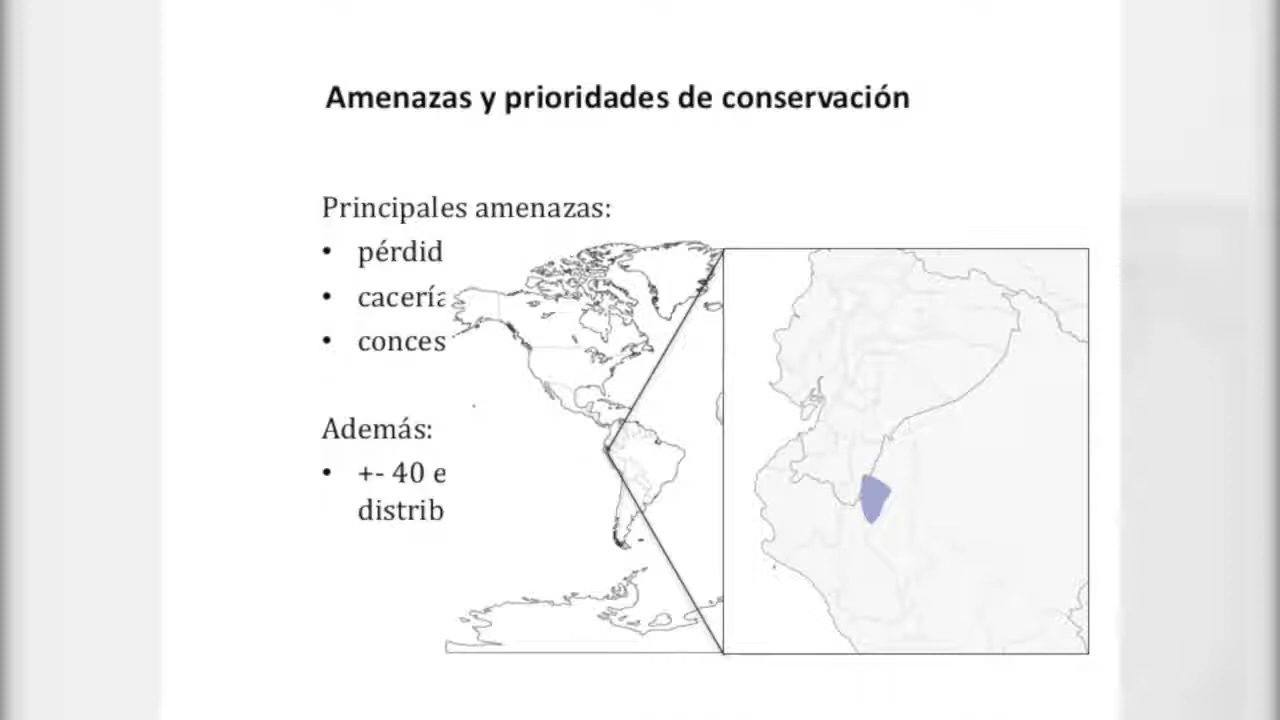 Amenazas y prioridades de conservación
Principales amenazas:
• pérdid
• cacería
• conces
Además:
• +- 40 e
distrib